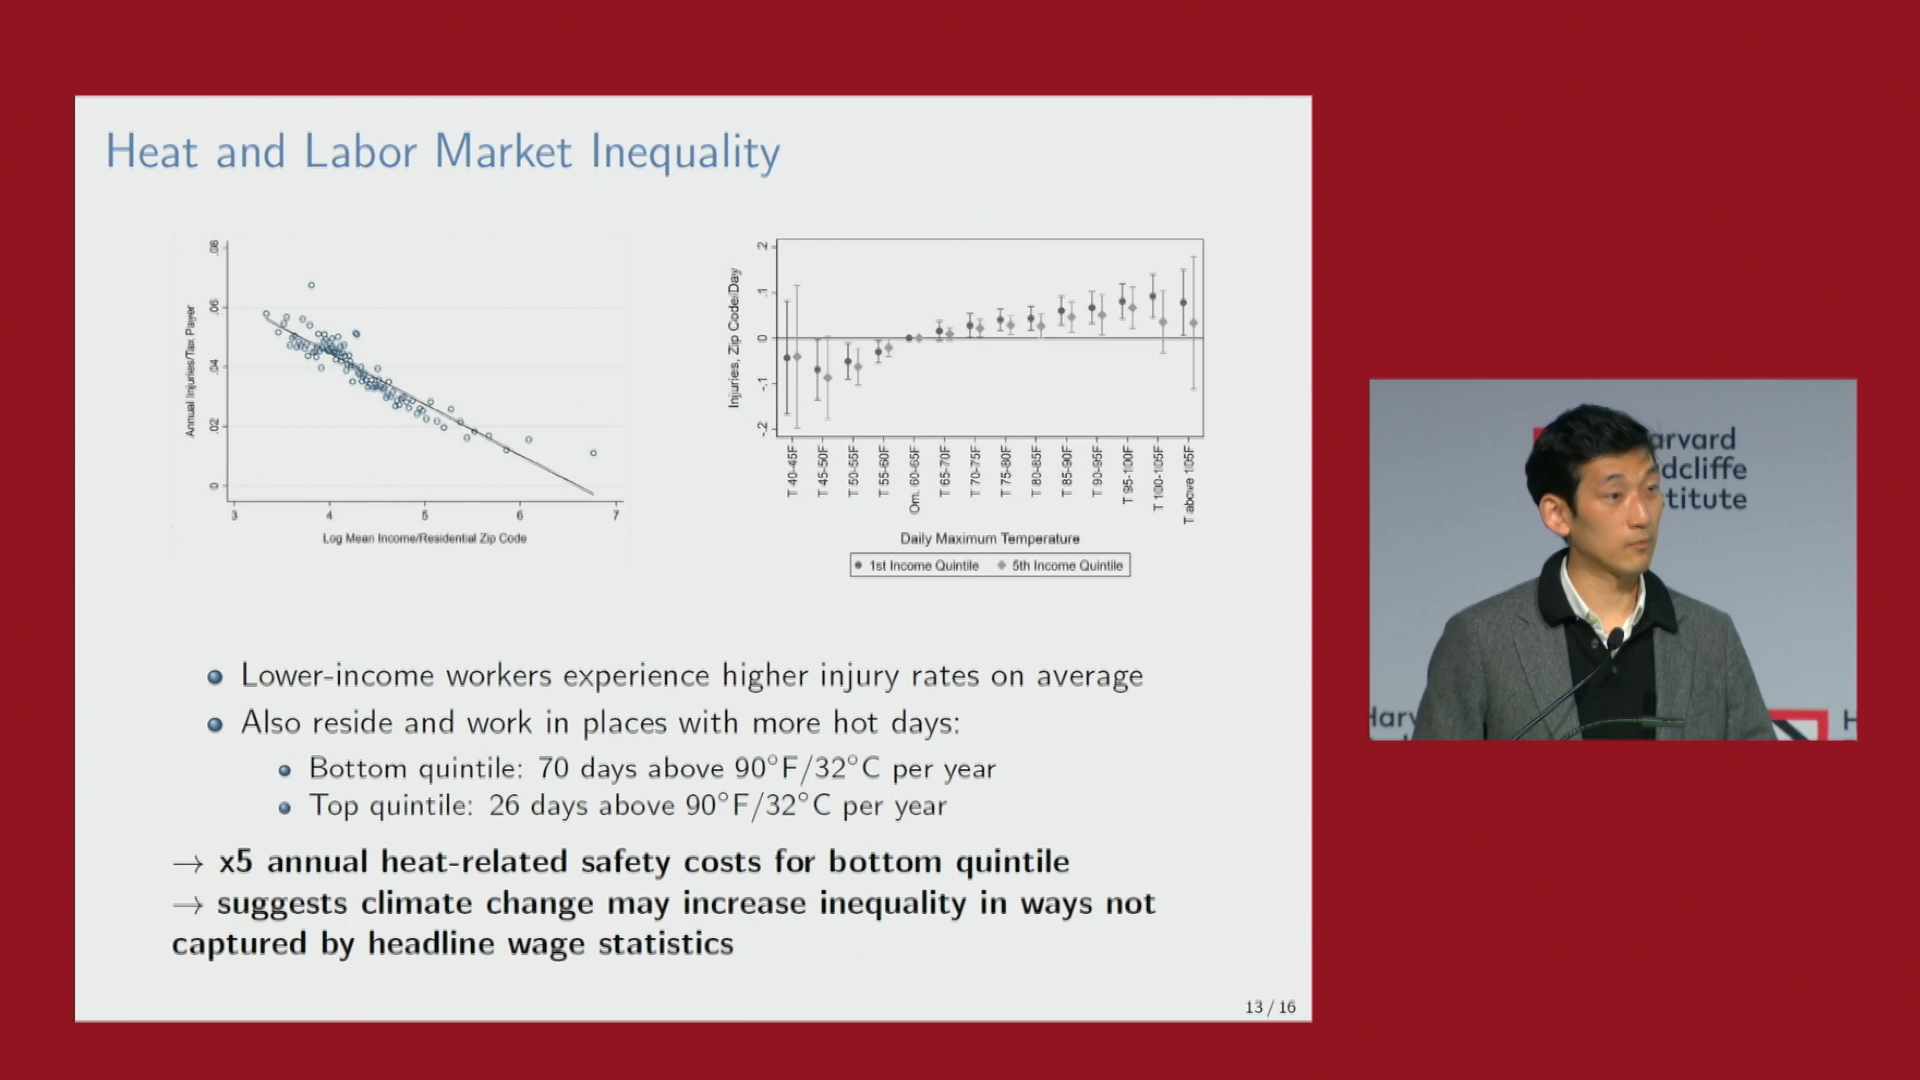 Heat and Labor Market Inequality
Annual Injuries/Tax Payer
.08
.06
.04
.02
0
3 4 5 6 7
Log Mean Income/Residential Zip Code
Injuries, Zip Code/Day
.2
.1
0
-.1
-.2
T 40-45F
T 45-50F
T 50-55F
T 55-60F
Om. 60-65F
T 65-70F
T 70-75F
T 75-80F
T 80-85F
T 85-90F
T 90-95F
T 95-100F
T 100-105F
T above 105F
Daily Maximum Temperature
1st Income Quintile 5th Income Quintile
Lower-income workers experience higher injury rates on average
Also reside and work in places with more hot days:
Bottom quintile: 70 days above 90°F/32°C per year
Top quintile: 26 days above 90°F/32°C per year
→ x5 annual heat-related safety costs for bottom quintile
→ suggests climate change may increase inequality in ways not
captured by headline wage statistics
13 / 16
arvard
dcliffe
titute
Harv
H